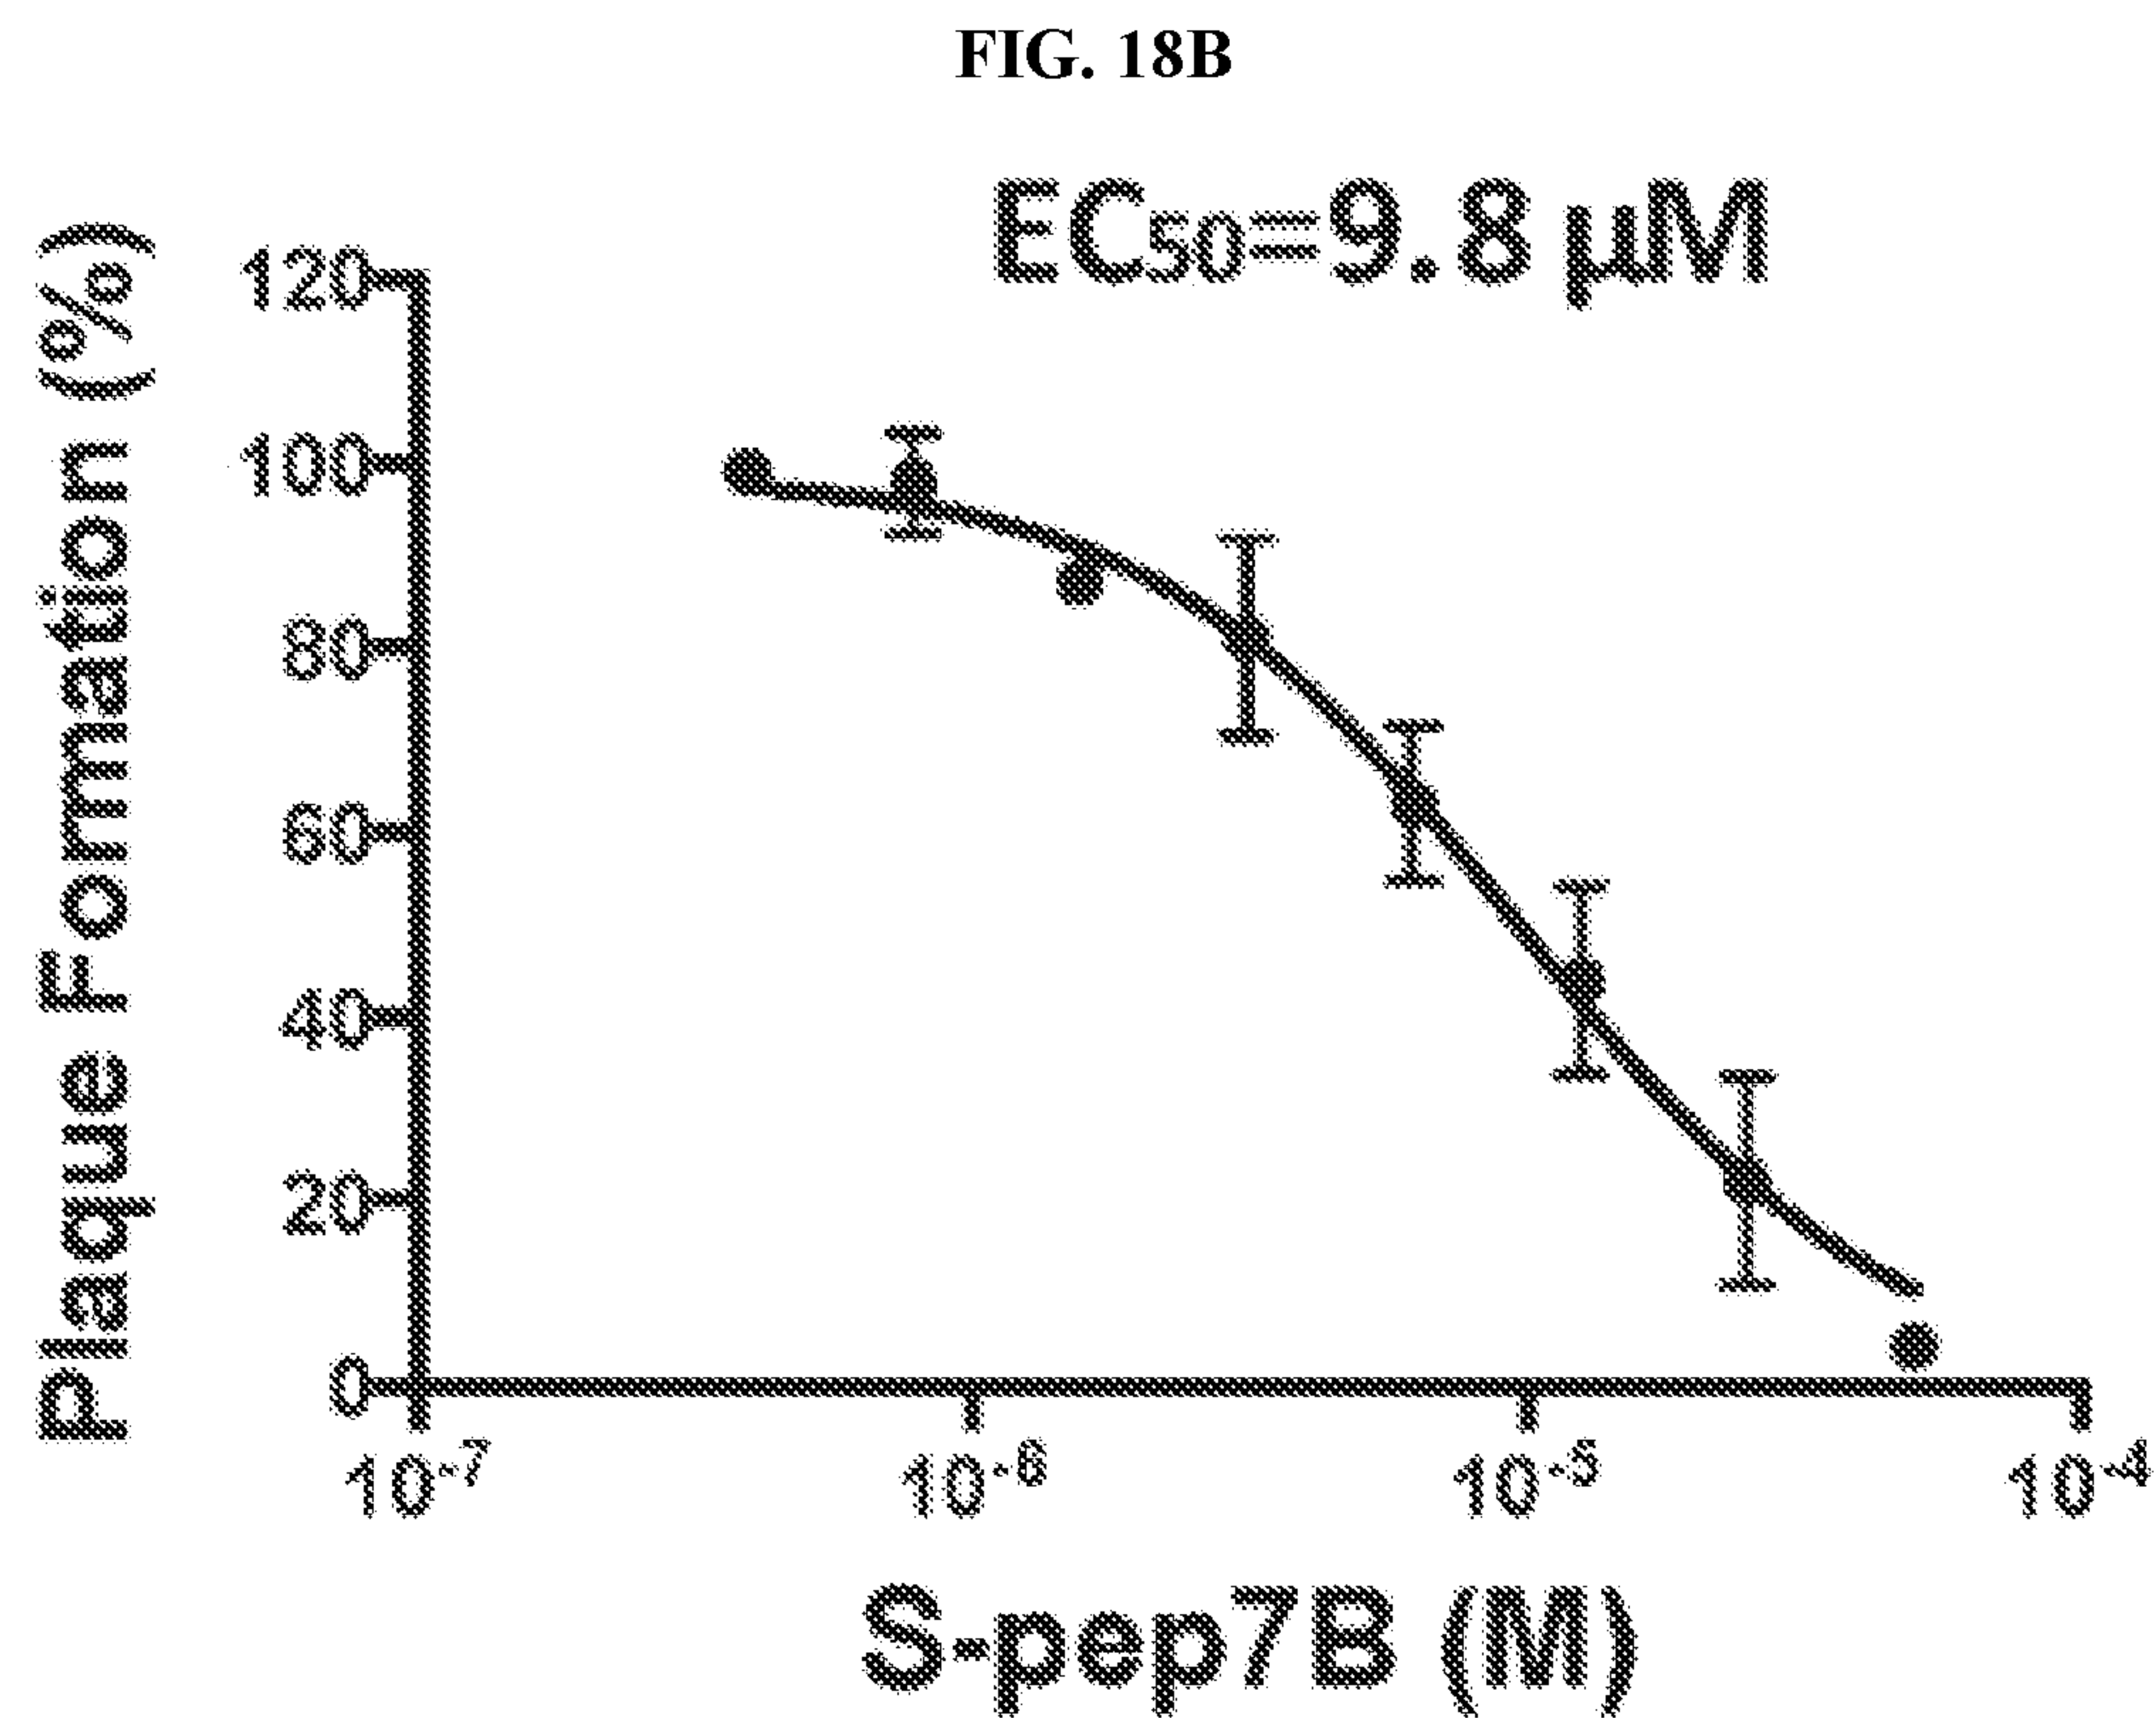 FIG. 18B
EC50=9.8 µM
Plaque Formation (%)
120
100
80
60
40
20
0
10-7
10-6
10-5
10-4
S-pep7B (M)